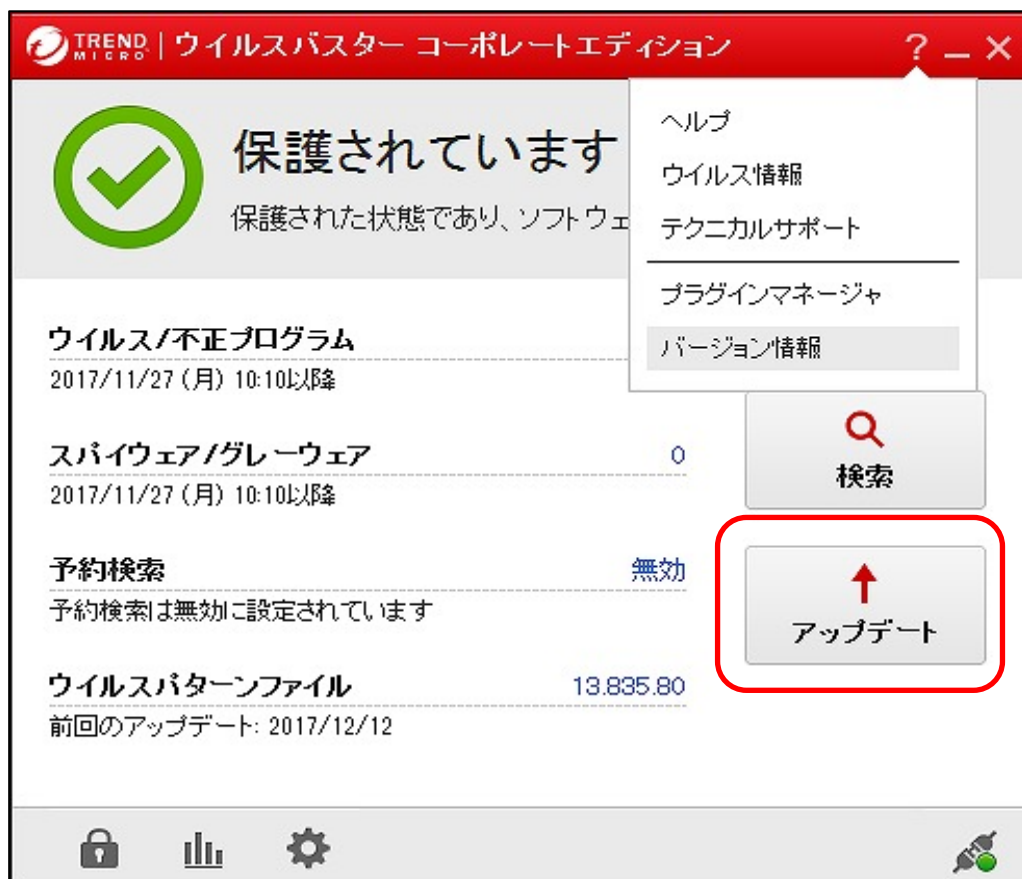 TREND MICRO | ウイルスバスター コーポレートエディション ? _ ×
保護されています
保護された状態であり、ソフトウェ
ヘルプ
ウイルス情報
テクニカルサポート
プラグインマネージャ
バージョン情報
ウイルス/不正プログラム
2017/11/27 (月) 10:10以降
スパイウェア/グレーウェア 0
2017/11/27 (月) 10:10以降
検索
予約検索 無効
予約検索は無効に設定されています
アップデート
ウイルスパターンファイル 13.835.80
前回のアップデート: 2017/12/12